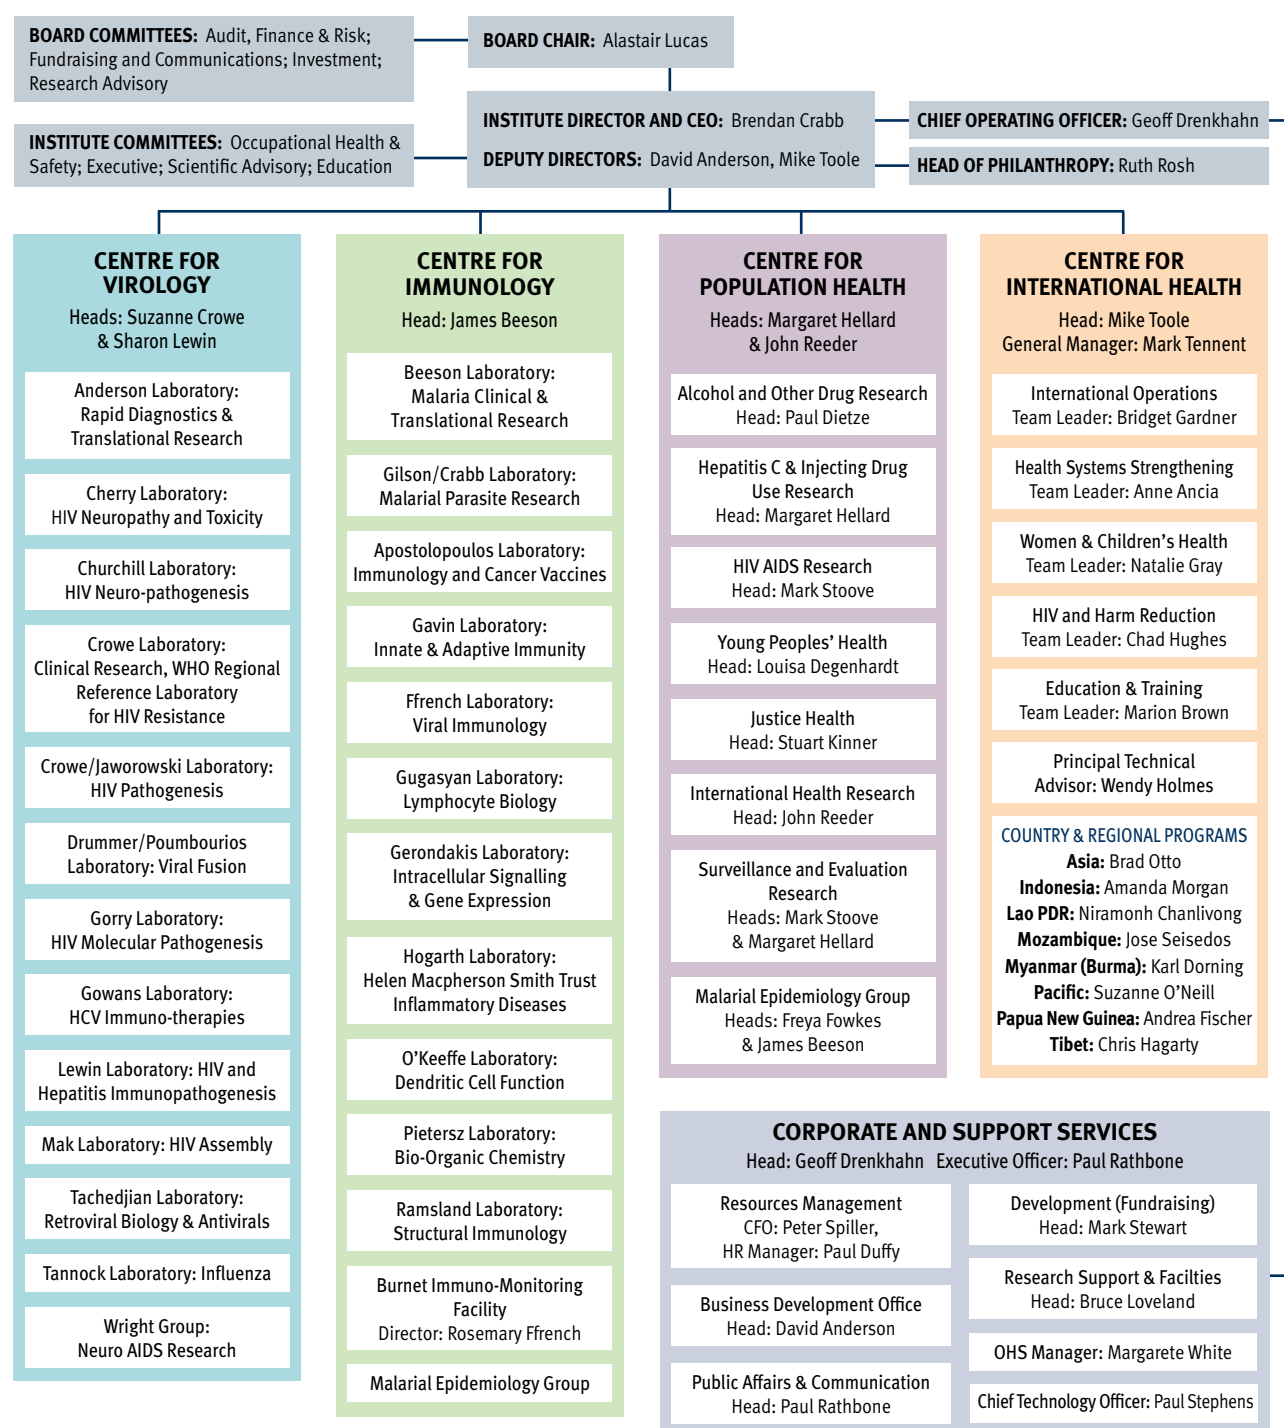 BOARD COMMITTEES: Audit, Finance & Risk;
Fundraising and Communications; Investment;
Research Advisory
BOARD CHAIR: Alastair Lucas
INSTITUTE COMMITTEES: Occupational Health &
Safety; Executive; Scientific Advisory; Education
INSTITUTE DIRECTOR AND CEO: Brendan Crabb
DEPUTY DIRECTORS: David Anderson, Mike Toole
CHIEF OPERATING OFFICER: Geoff Drenkhahn
HEAD OF PHILANTHROPY: Ruth Rosh
CENTRE FOR
VIROLOGY
Heads: Suzanne Crowe
& Sharon Lewin
Anderson Laboratory:
Rapid Diagnostics &
Translational Research
Cherry Laboratory:
HIV Neuropathy and Toxicity
Churchill Laboratory:
HIV Neuro-pathogenesis
Crowe Laboratory:
Clinical Research, WHO Regional
Reference Laboratory
for HIV Resistance
Crowe/Jaworowski Laboratory:
HIV Pathogenesis
Drummer/Poumbourios
Laboratory: Viral Fusion
Gorry Laboratory:
HIV Molecular Pathogenesis
Gowans Laboratory:
HCV Immuno-therapies
Lewin Laboratory: HIV and
Hepatitis Immunopathogenesis
Mak Laboratory: HIV Assembly
Tachedjian Laboratory:
Retroviral Biology & Antivirals
Tannock Laboratory: Influenza
Wright Group:
Neuro AIDS Research
CENTRE FOR
IMMUNOLOGY
Head: James Beeson
Beeson Laboratory:
Malaria Clinical &
Translational Research
Gilson/Crabb Laboratory:
Malarial Parasite Research
Apostolopoulos Laboratory:
Immunology and Cancer Vaccines
Gavin Laboratory:
Innate & Adaptive Immunity
Ffrench Laboratory:
Viral Immunology
Gugasyan Laboratory:
Lymphocyte Biology
Gerondakis Laboratory:
Intracellular Signalling
& Gene Expression
Hogarth Laboratory:
Helen Macpherson Smith Trust
Inflammatory Diseases
O'Keeffe Laboratory:
Dendritic Cell Function
Pietersz Laboratory:
Bio-Organic Chemistry
Ramsland Laboratory:
Structural Immunology
Burnet Immuno-Monitoring
Facility
Director: Rosemary Ffrench
Malarial Epidemiology Group
CENTRE FOR
POPULATION HEALTH
Heads: Margaret Hellard
& John Reeder
Alcohol and Other Drug Research
Head: Paul Dietze
Hepatitis C & Injecting Drug
Use Research
Head: Margaret Hellard
HIV AIDS Research
Head: Mark Stoove
Young Peoples' Health
Head: Louisa Degenhardt
Justice Health
Head: Stuart Kinner
International Health Research
Head: John Reeder
Surveillance and Evaluation
Research
Heads: Mark Stoove
& Margaret Hellard
Malarial Epidemiology Group
Heads: Freya Fowkes
& James Beeson
CENTRE FOR
INTERNATIONAL HEALTH
Head: Mike Toole
General Manager: Mark Tennent
International Operations
Team Leader: Bridget Gardner
Health Systems Strengthening
Team Leader: Anne Ancia
Women & Children's Health
Team Leader: Natalie Gray
HIV and Harm Reduction
Team Leader: Chad Hughes
Education & Training
Team Leader: Marion Brown
Principal Technical
Advisor: Wendy Holmes
COUNTRY & REGIONAL PROGRAMS
Asia: Brad Otto
Indonesia: Amanda Morgan
Lao PDR: Niramonh Chanlivong
Mozambique: Jose Seisedos
Myanmar (Burma): Karl Dorning
Pacific: Suzanne O'Neill
Papua New Guinea: Andrea Fischer
Tibet: Chris Hagarty
CORPORATE AND SUPPORT SERVICES
Head: Geoff Drenkhahn Executive Officer: Paul Rathbone
Resources Management
CFO: Peter Spiller,
HR Manager: Paul Duffy
Business Development Office
Head: David Anderson
Public Affairs & Communication
Head: Paul Rathbone
Development (Fundraising)
Head: Mark Stewart
Research Support & Facilties
Head: Bruce Loveland
OHS Manager: Margarete White
Chief Technology Officer: Paul Stephens